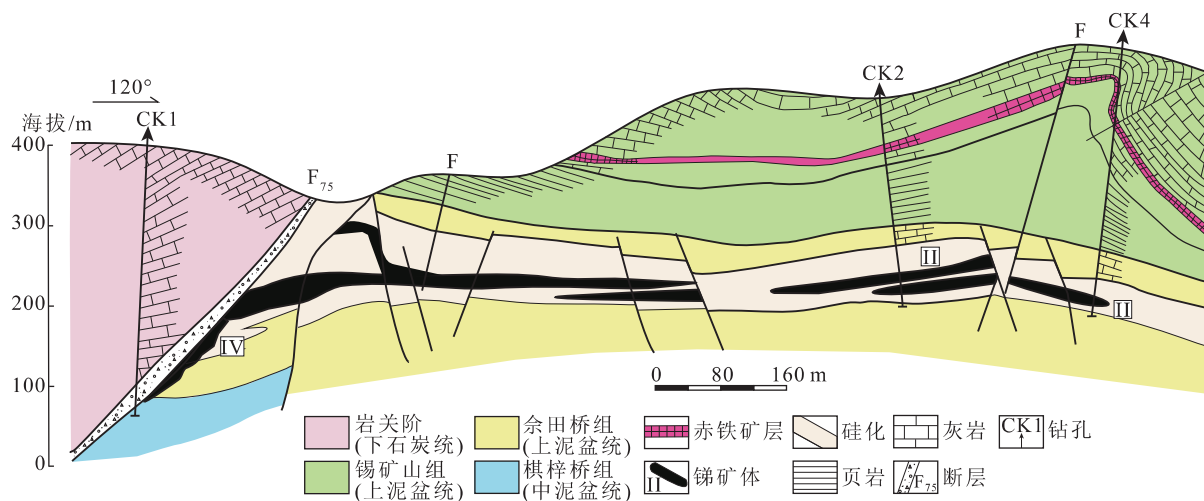 F
CK4
CK2
120°
CK1
海拔/m
400
F75
F
300
II
200
II
IV
100
0 80 160 m
0
岩关阶
(下石炭统)
佘田桥组
(上泥盆统)
赤铁矿层
硅化
灰岩
CK1 钻孔
锡矿山组
(上泥盆统)
棋梓桥组
(中泥盆统)
II 锑矿体
页岩
F75 断层